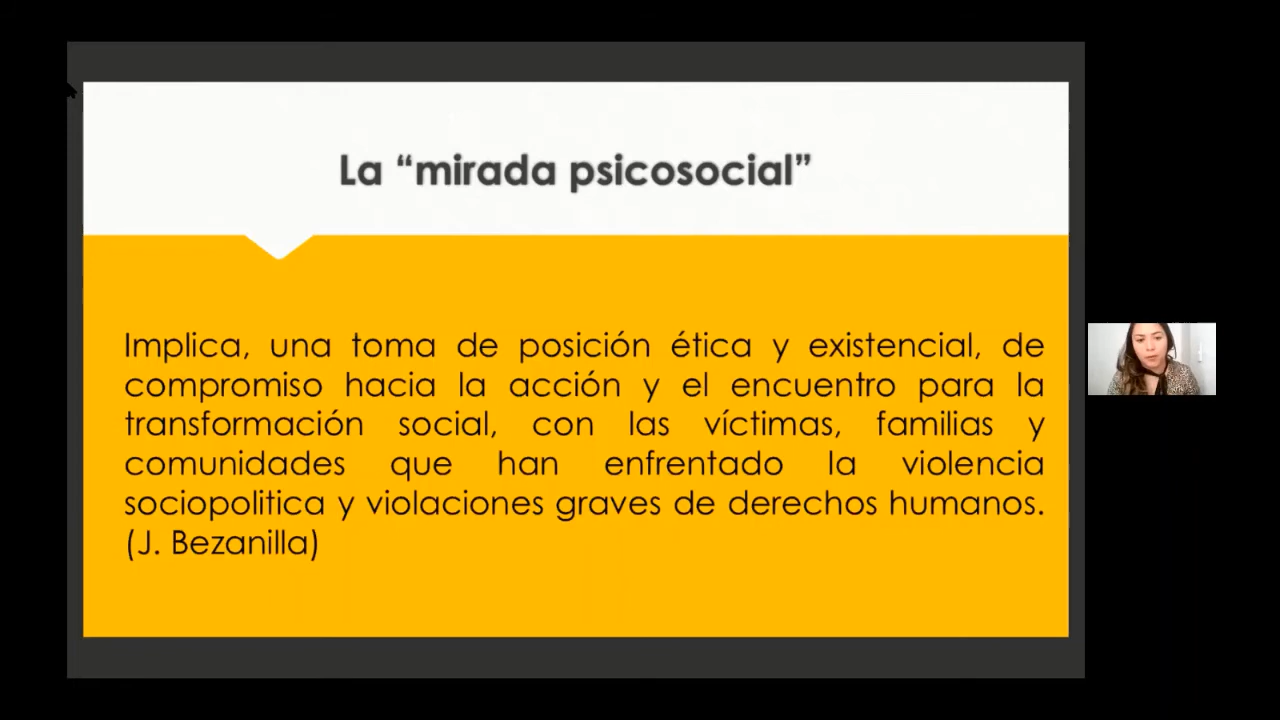 La “mirada psicosocial”
Implica, una toma de posición ética y existencial, de
compromiso hacia la acción y el encuentro para la
transformación social, con las víctimas, familias y
comunidades que han enfrentado la violencia
sociopolitica y violaciones graves de derechos humanos.
(J. Bezanilla)